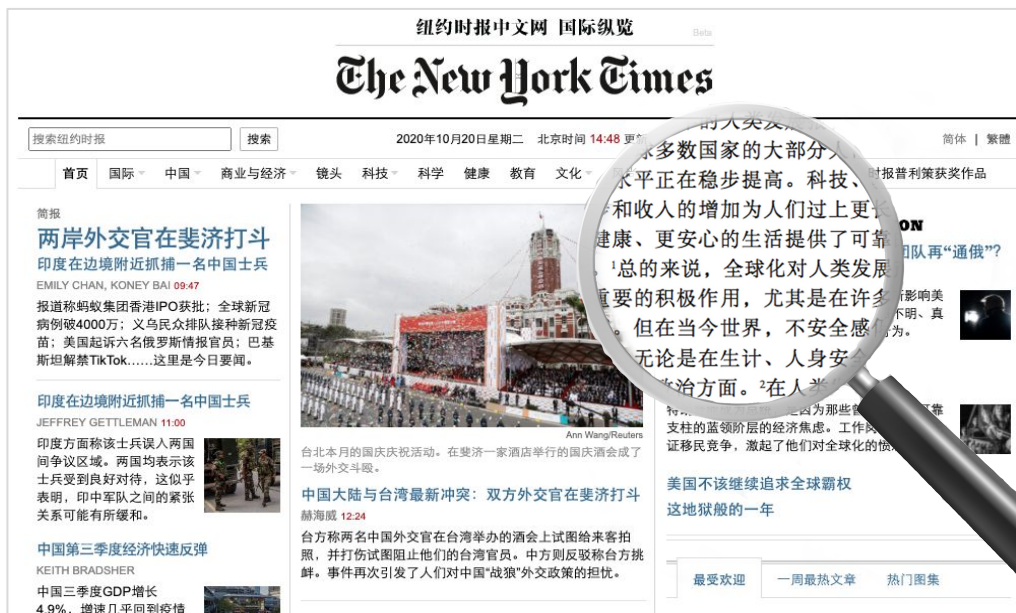 纽约时报中文网 国际纵览
Beta
The New York Times
搜索纽约时报
搜索
2020年10月20日星期二 北京时间 14:48 更新
简体 | 繁體
首页
国际
中国
商业与经济
镜头
科技
科学
健康
教育
文化
时报普利策获奖作品
简报
两岸外交官在斐济打斗
印度在边境附近抓捕一名中国士兵
EMILY CHAN, KONEY BAI 09:47
报道称蚂蚁集团香港IPO获批；全球新冠
病例破4000万；义乌民众排队接种新冠疫
苗；美国起诉六名俄罗斯情报官员；巴基
斯坦解禁TikTok……这里是今日要闻。
印度在边境附近抓捕一名中国士兵
JEFFREY GETTLEMAN 11:00
印度方面称该士兵误入两国
间争议区域。两国均表示该
士兵受到良好对待，这似乎
表明，印中军队之间的紧张
关系可能有所缓和。
中国第三季度经济快速反弹
KEITH BRADSHER
中国三季度GDP增长
4.9%，增速几乎回到疫情
Ann Wang/Reuters
台北本月的国庆庆祝活动。在斐济一家酒店举行的国庆酒会成了
一场外交斗殴。
中国大陆与台湾最新冲突：双方外交官在斐济打斗
赫海威 12:24
台方称两名中国外交官在台湾举办的酒会上试图给来客拍
照，并打伤试图阻止他们的台湾官员。中方则反驳称台方挑
衅。事件再次引发了人们对中国“战狼”外交政策的担忧。
的人类发展
多数国家的大部分人
水平正在稳步提高。科技、
和收人的增加为人们过上更长
健康、更安心的生活提供了可靠
。¹总的来说，全球化对人类发展
重要的积极作用，尤其是在许多
。但在当今世界，不安全感
无论是在生计、人身安全
政治方面。²在人类
ON
团队再“通俄”？
影响美
不明、真
为。
因为那些
靠
支柱的蓝领阶层的经济焦虑。工作
证移民竞争，激起了他们对全球化的
美国不该继续追求全球霸权
这地狱般的一年
最受欢迎
一周最热文章
热门图集